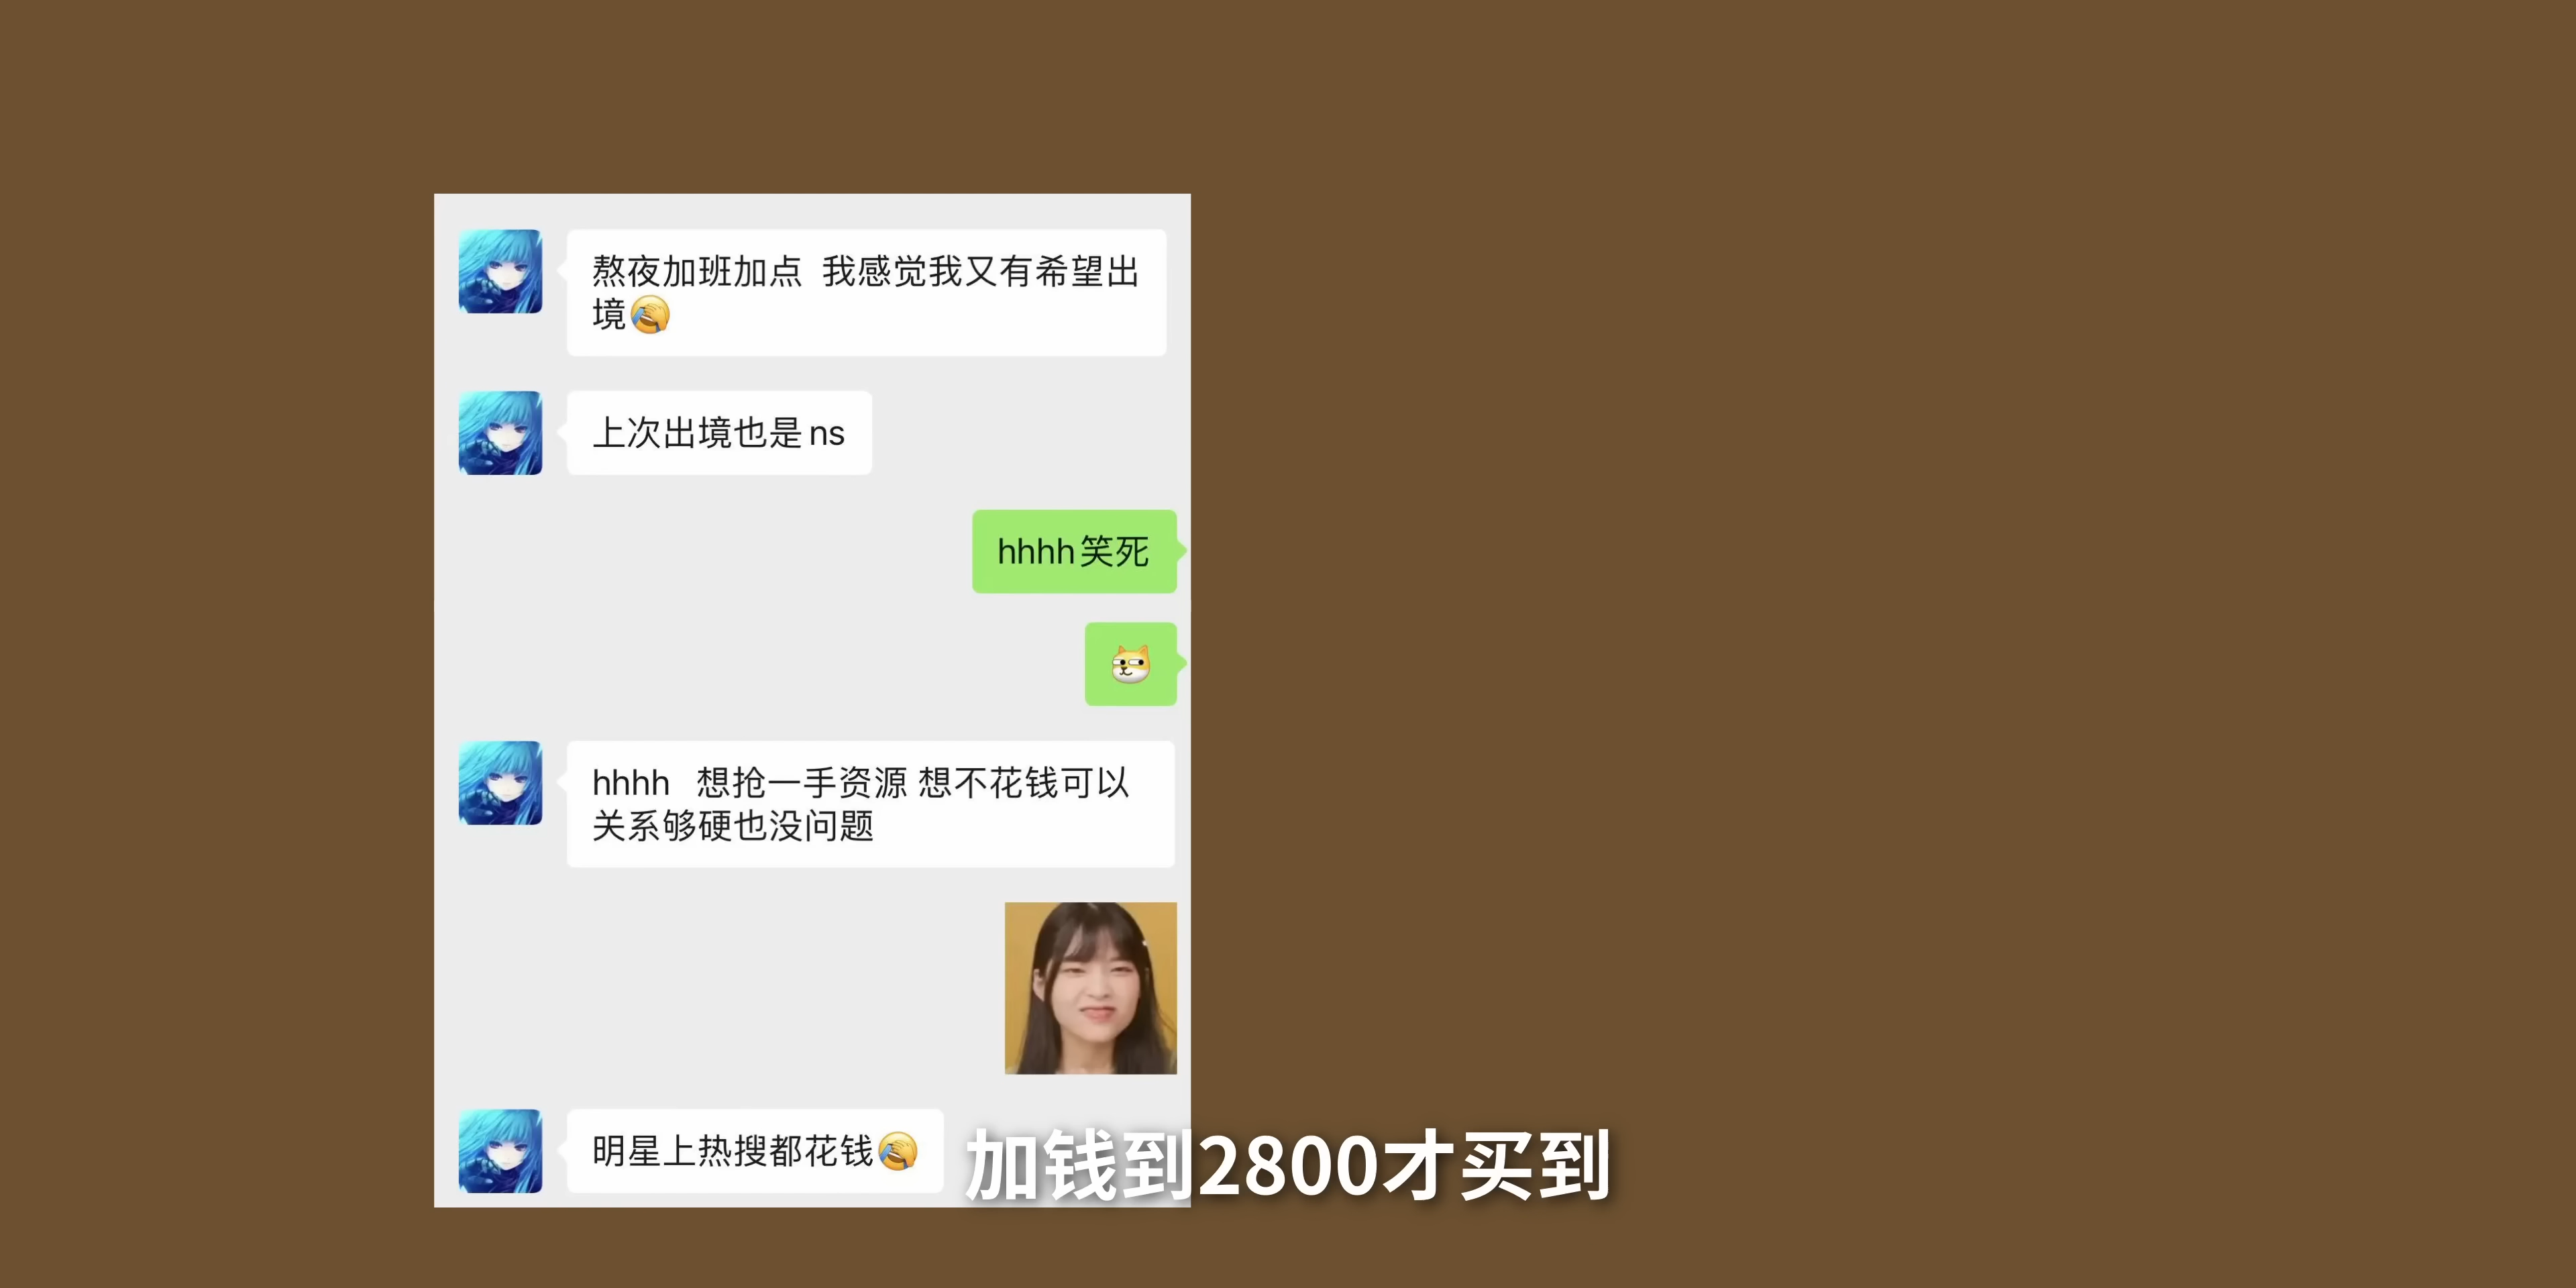 熬夜加班加点 我感觉我又有希望出
境🤦
上次出境也是ns
hhhh笑死
hhhh 想抢一手资源 想不花钱可以
关系够硬也没问题
明星上热搜都花钱
加钱到2800才买到